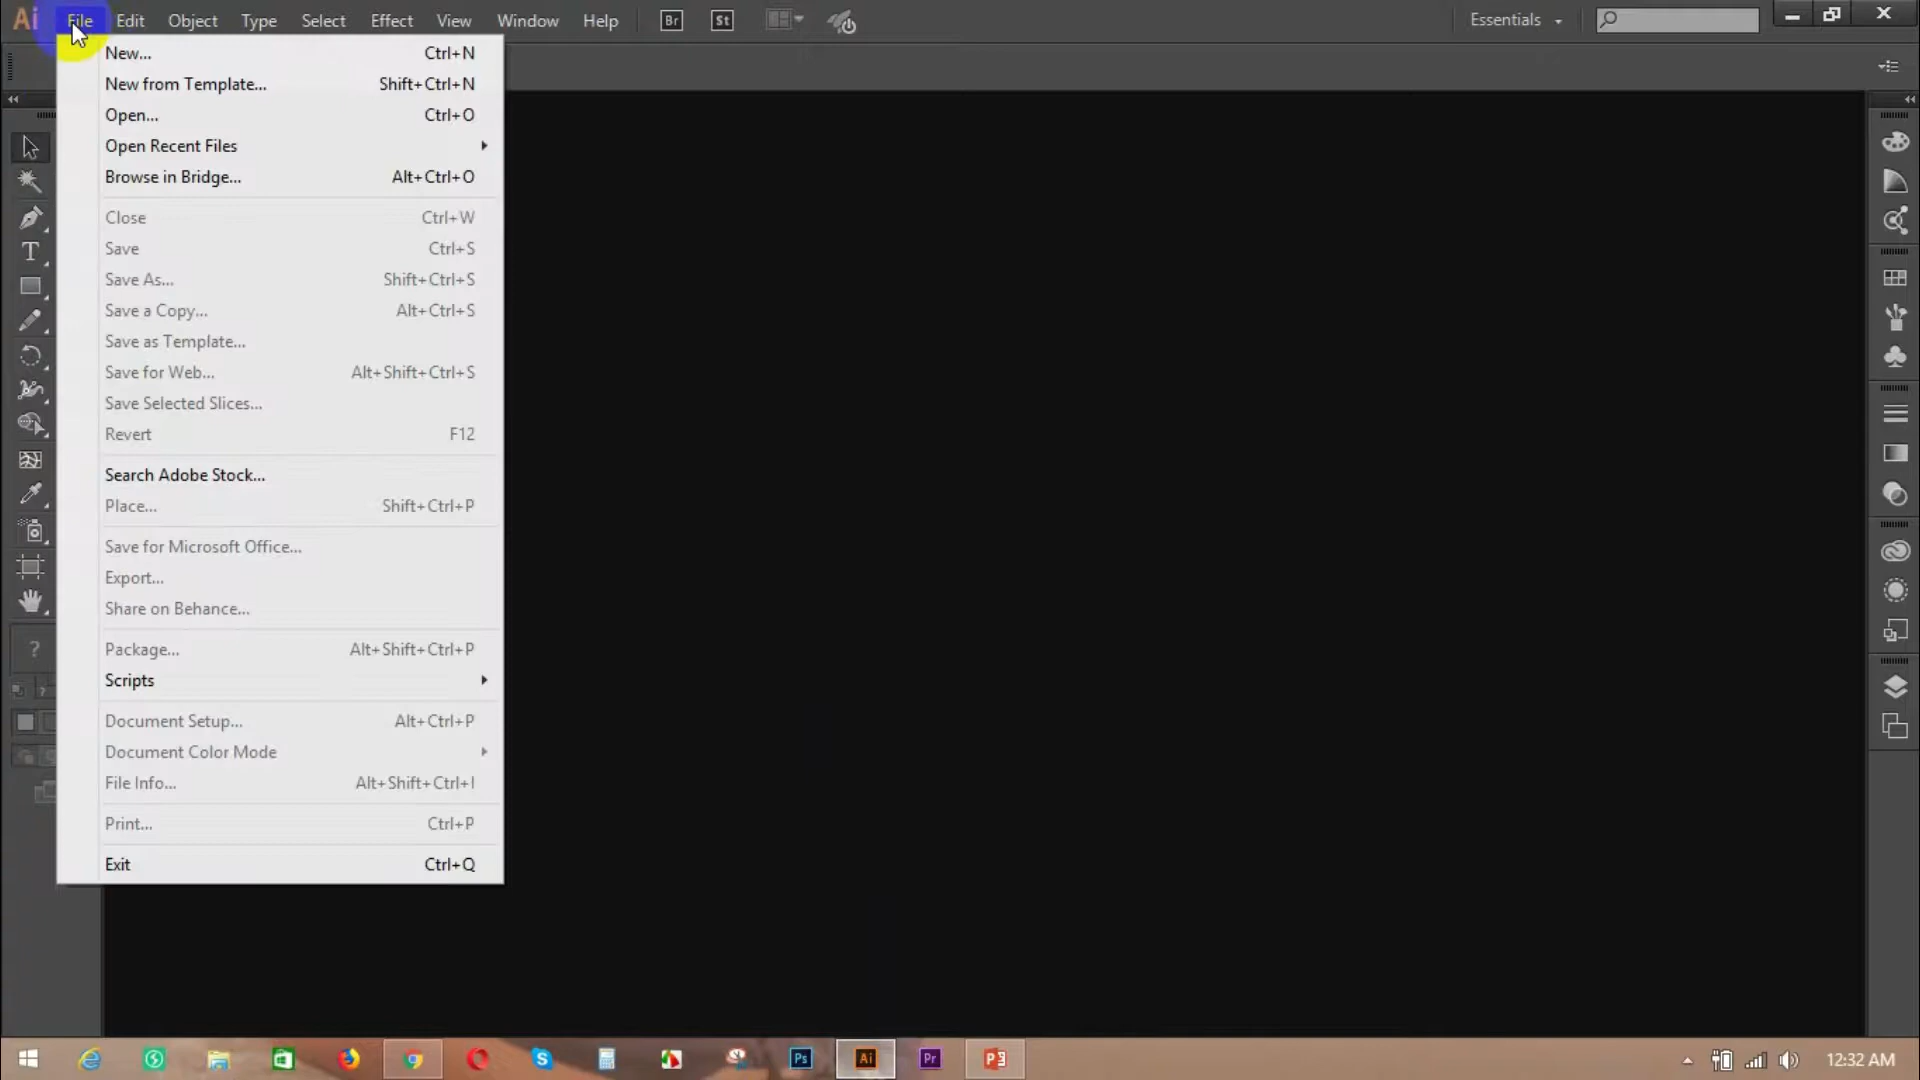 Ai File Edit Object Type Select Effect View Window Help Br St Essentials
New... Ctrl+N
New from Template... Shift+Ctrl+N
Open... Ctrl+O
Open Recent Files
Browse in Bridge... Alt+Ctrl+O
Close Ctrl+W
Save Ctrl+S
Save As... Shift+Ctrl+S
Save a Copy... Alt+Ctrl+S
Save as Template...
Save for Web... Alt+Shift+Ctrl+S
Save Selected Slices...
Revert F12
Search Adobe Stock...
Place... Shift+Ctrl+P
Save for Microsoft Office...
Export...
Share on Behance...
Package... Alt+Shift+Ctrl+P
Scripts
Document Setup... Alt+Ctrl+P
Document Color Mode
File Info... Alt+Shift+Ctrl+I
Print... Ctrl+P
Exit Ctrl+Q
T
?
Ps Ai Pr P 12:32 AM